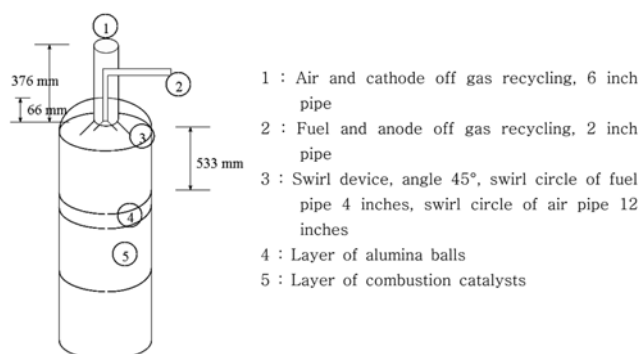 1
376 mm
2
66 mm
3
533 mm
4
5
1 : Air and cathode off gas recycling, 6 inch
pipe
2 : Fuel and anode off gas recycling, 2 inch
pipe
3 : Swirl device, angle 45°, swirl circle of fuel
pipe 4 inches, swirl circle of air pipe 12
inches
4 : Layer of alumina balls
5 : Layer of combustion catalysts